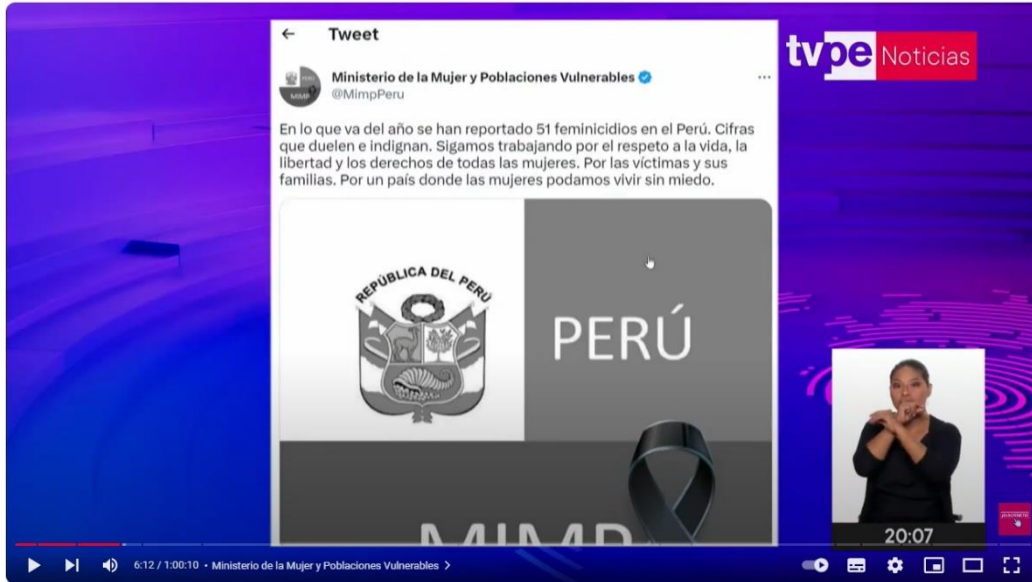 Tweet
tvpe Noticias
Ministerio de la Mujer y Poblaciones Vulnerables
@MimpPeru
En lo que va del año se han reportado 51 feminicidios en el Perú. Cifras
que duelen e indignan. Sigamos trabajando por el respeto a la vida, la
libertad y los derechos de todas las mujeres. Por las víctimas y sus
familias. Por un país donde las mujeres podamos vivir sin miedo.
REPÚBLICA DEL PERÚ
PERÚ
MIMP
20:07
6:12 / 1:00:10 • Ministerio de la Mujer y Poblaciones Vulnerables